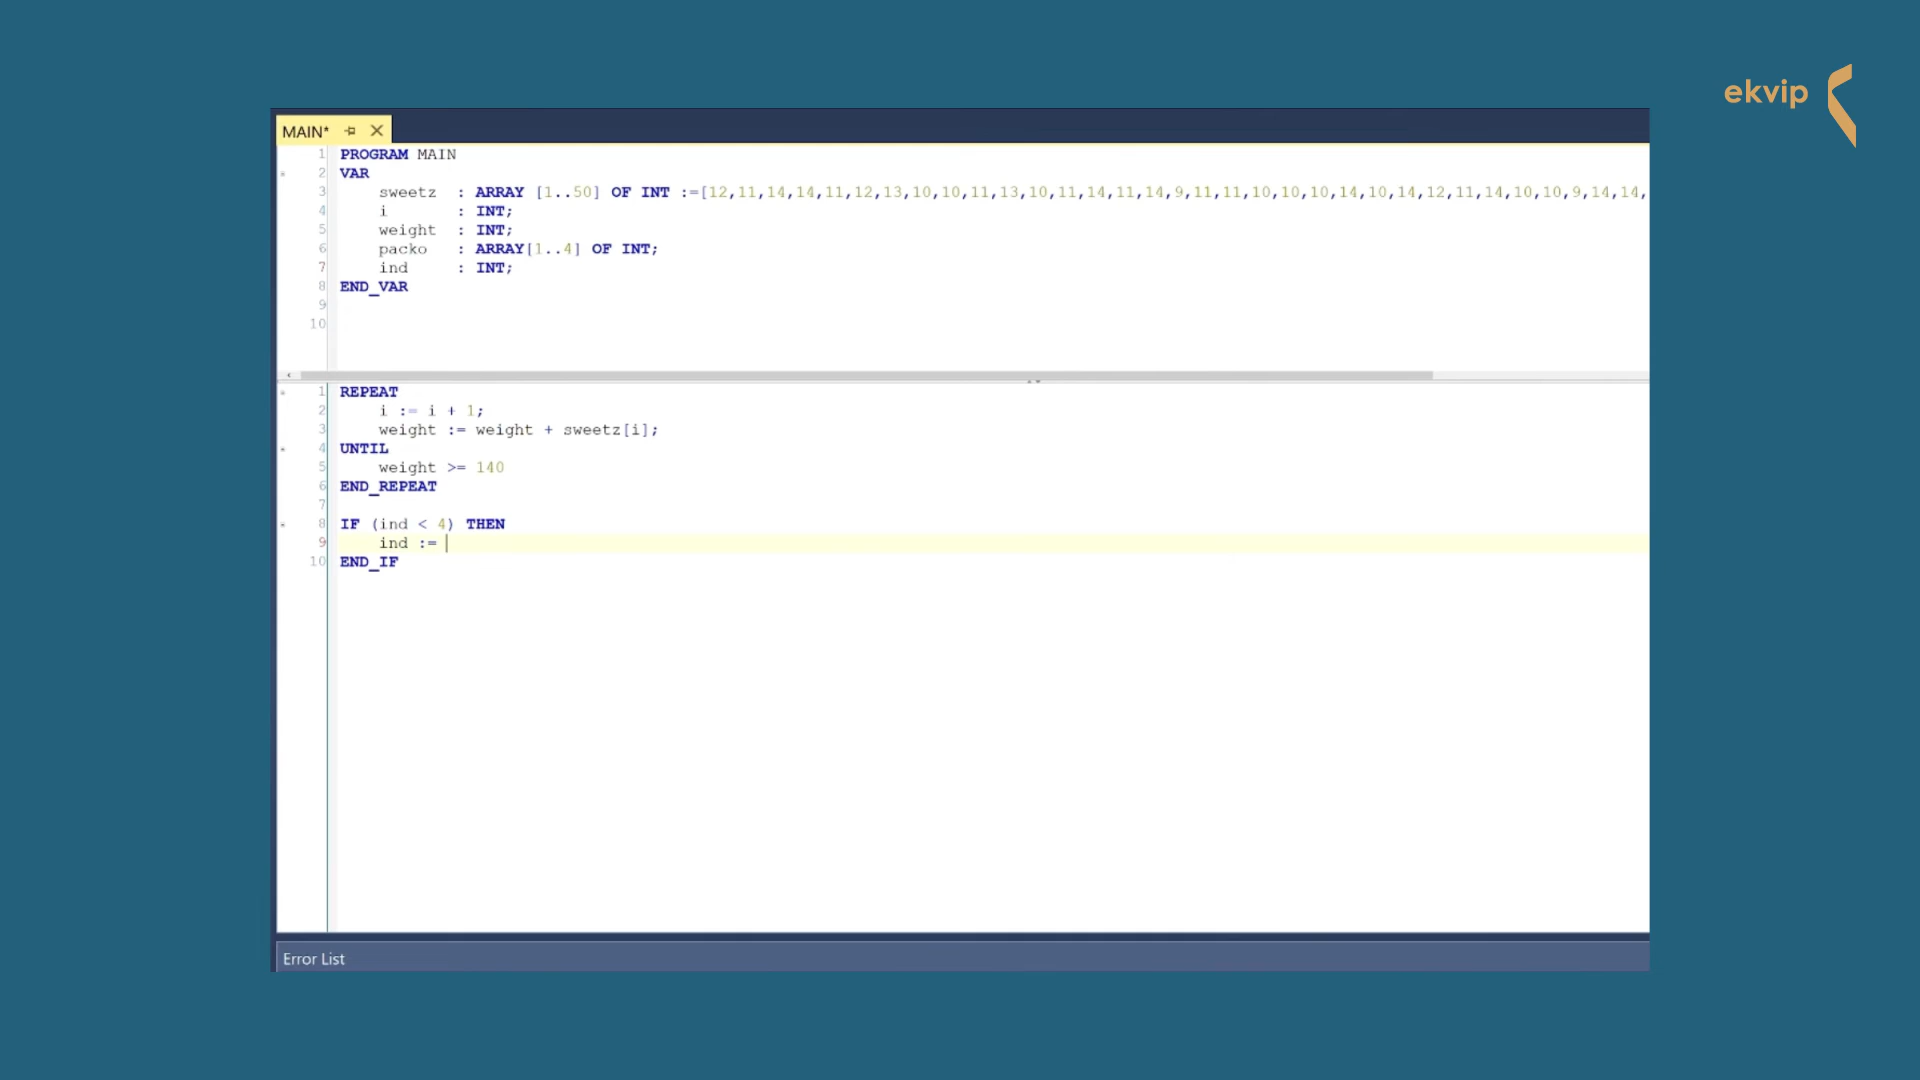 ekvip
MAIN*
1 PROGRAM MAIN
2 VAR
3 sweetz : ARRAY [1..50] OF INT :=[12,11,14,14,11,12,13,10,10,11,13,10,11,14,11,14,9,11,11,10,10,10,14,10,14,12,11,14,10,10,9,14,14,
4 i : INT;
5 weight : INT;
6 packo : ARRAY[1..4] OF INT;
7 ind : INT;
8 END_VAR
9
10
1 REPEAT
2 i := i + 1;
3 weight := weight + sweetz[i];
4 UNTIL
5 weight >= 140
6 END_REPEAT
7
8 IF (ind < 4) THEN
9 ind :=
10 END_IF
Error List